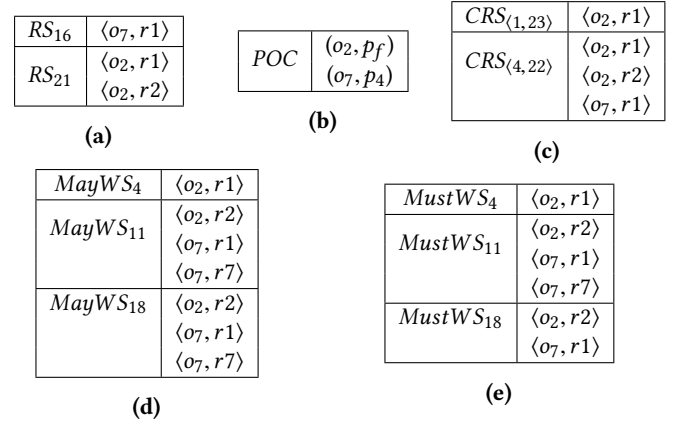 RS₁₆ ⟨o₇, r1⟩
RS₂₁ ⟨o₂, r1⟩
⟨o₂, r2⟩
(a)
POC (o₂, p_f)
(o₇, p₄)
(b)
CRS⟨1, 23⟩ ⟨o₂, r1⟩
CRS⟨4, 22⟩ ⟨o₂, r1⟩
⟨o₂, r2⟩
⟨o₇, r1⟩
(c)
MayWS₄ ⟨o₂, r1⟩
MayWS₁₁ ⟨o₂, r2⟩
⟨o₇, r1⟩
⟨o₇, r7⟩
MayWS₁₈ ⟨o₂, r2⟩
⟨o₇, r1⟩
⟨o₇, r7⟩
(d)
MustWS₄ ⟨o₂, r1⟩
MustWS₁₁ ⟨o₂, r2⟩
⟨o₇, r1⟩
⟨o₇, r7⟩
MustWS₁₈ ⟨o₂, r2⟩
⟨o₇, r1⟩
(e)